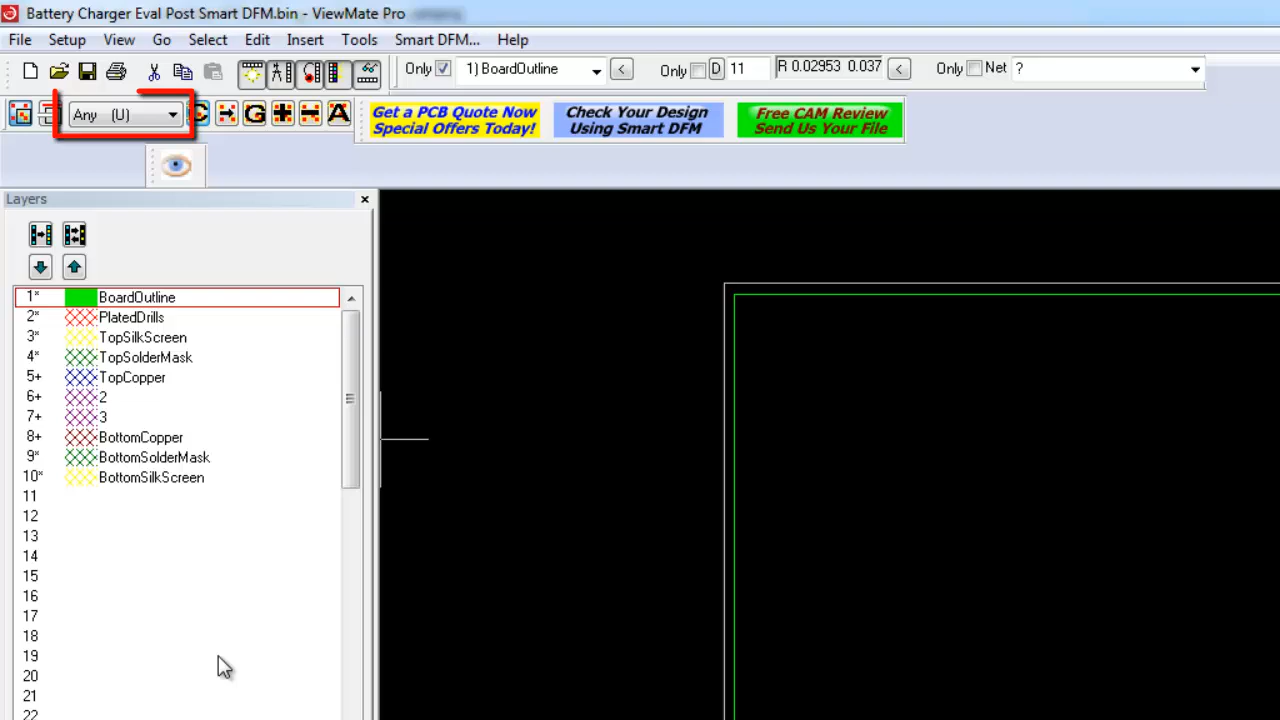 Battery Charger Eval Post Smart DFM.bin - ViewMate Pro
File Setup View Go Select Edit Insert Tools Smart DFM... Help
Only 1) BoardOutline < Only D 11 R 0.02953 0.037 < Only Net ?
Any (U) C G A
Get a PCB Quote Now
Special Offers Today!
Check Your Design
Using Smart DFM
Free CAM Review
Send Us Your File
Layers
1* BoardOutline
2* PlatedDrills
3* TopSilkScreen
4* TopSolderMask
5+ TopCopper
6+ 2
7+ 3
8+ BottomCopper
9* BottomSolderMask
10* BottomSilkScreen
11
12
13
14
15
16
17
18
19
20
21
22